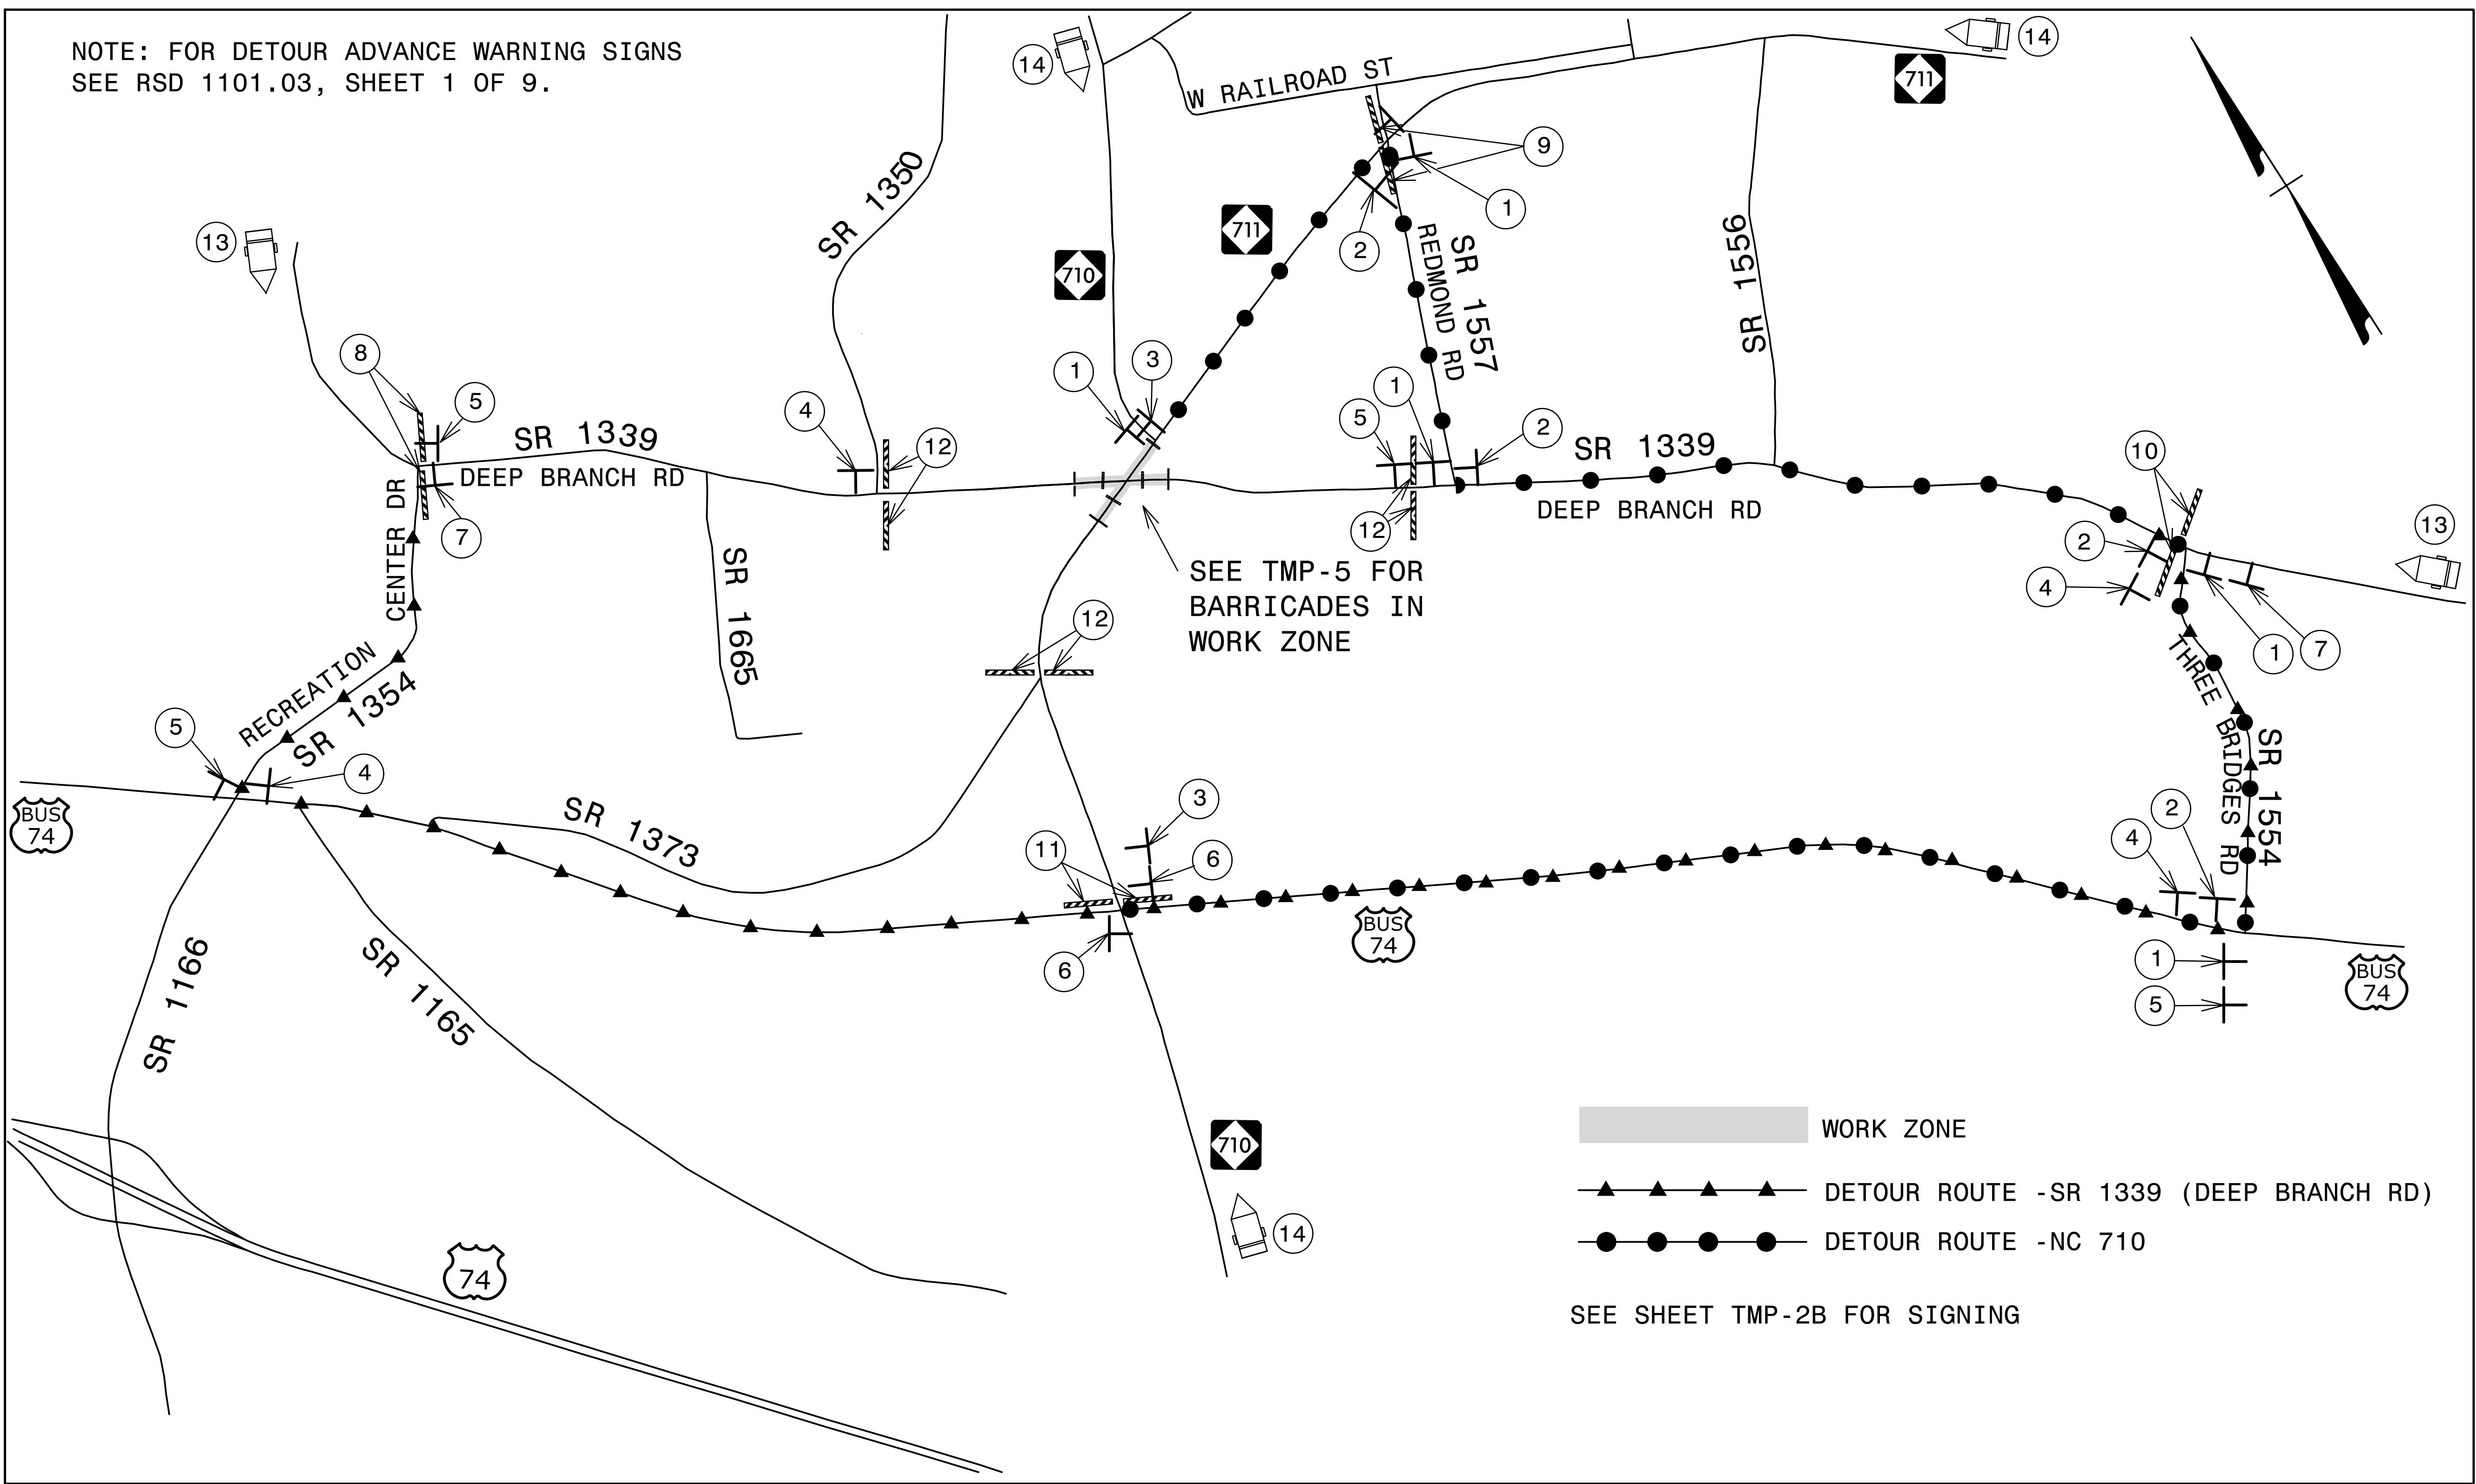 NOTE: FOR DETOUR ADVANCE WARNING SIGNS
SEE RSD 1101.03, SHEET 1 OF 9.
14
14
711
W RAILROAD ST
9
1
2
SR 1350
13
711
710
SR 1557
REDMOND RD
SR 1556
8
5
SR 1339
DEEP BRANCH RD
7
4
12
1
3
5
1
2
12
SR 1339
DEEP BRANCH RD
10
2
4
13
1
7
CENTER DR
RECREATION
SR 1354
SR 1665
SEE TMP-5 FOR
BARRICADES IN
WORK ZONE
12
THREE BRIDGES RD
SR 1554
5
4
BUS
74
SR 1373
3
11
6
6
BUS
74
2
4
1
5
BUS
74
SR 1166
SR 1165
74
710
14
WORK ZONE
DETOUR ROUTE -SR 1339 (DEEP BRANCH RD)
DETOUR ROUTE -NC 710
SEE SHEET TMP-2B FOR SIGNING